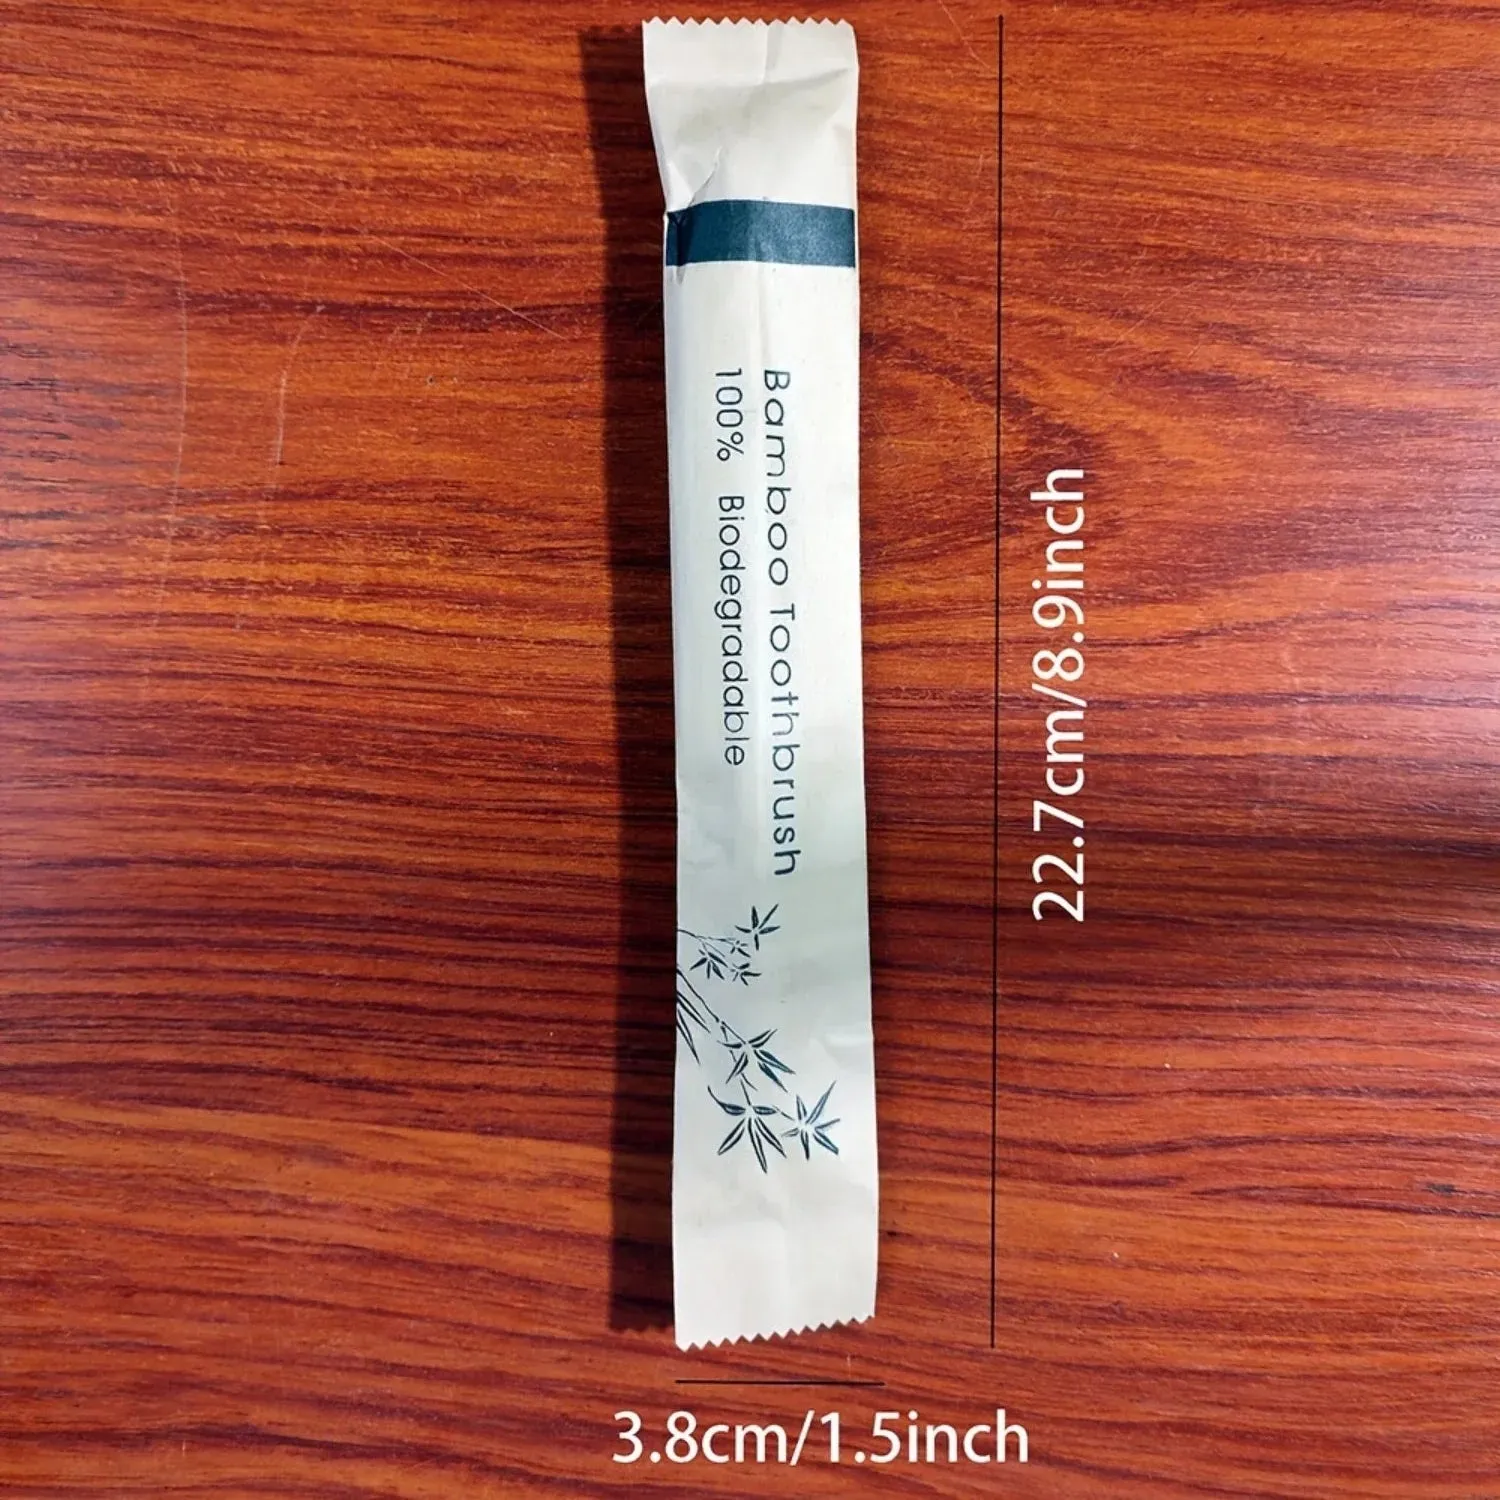 Bamboo Toothbrush
100% Biodegradable
22.7cm/8.9inch
3.8cm/1.5inch